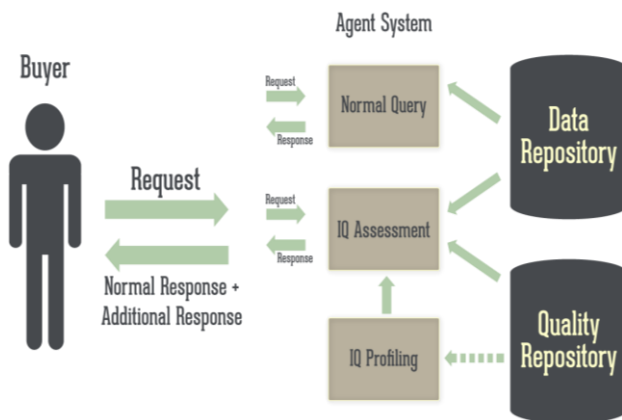 Agent System
Buyer
Request
Normal Query
Response
Data
Repository
Request
Request
IQ Assessment
Response
Normal Response +
Additional Response
Quality
Repository
IQ Profiling